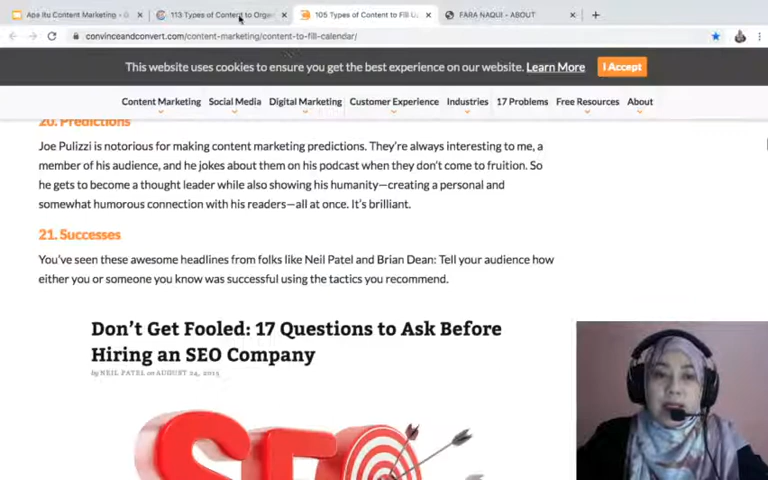 Apa Itu Content Marketing - G
113 Types of Content to Organi
105 Types of Content to Fill U
FARA NAQUI - ABOUT
convinceandconvert.com/content-marketing/content-to-fill-calendar/
This website uses cookies to ensure you get the best experience on our website. Learn More
I Accept
Content Marketing
Social Media
Digital Marketing
Customer Experience
Industries
17 Problems
Free Resources
About
20. Predictions
Joe Pulizzi is notorious for making content marketing predictions. They're always interesting to me, a
member of his audience, and he jokes about them on his podcast when they don't come to fruition. So
he gets to become a thought leader while also showing his humanity—creating a personal and
somewhat humorous connection with his readers—all at once. It's brilliant.
21. Successes
You've seen these awesome headlines from folks like Neil Patel and Brian Dean: Tell your audience how
either you or someone you know was successful using the tactics you recommend.
Don't Get Fooled: 17 Questions to Ask Before
Hiring an SEO Company
by NEIL PATEL on AUGUST 24, 2015
SEO